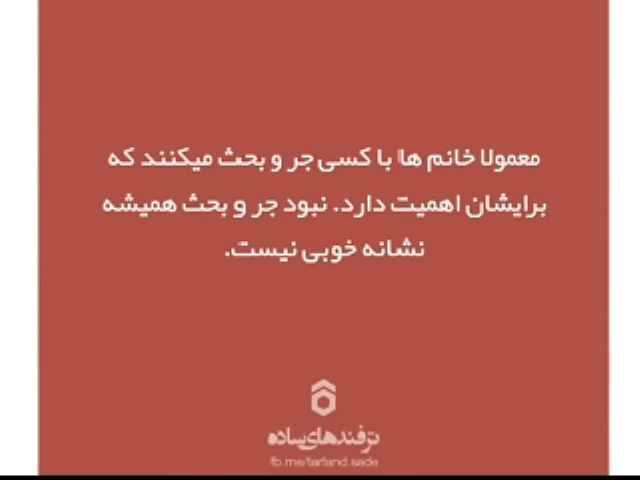 معمولا خانم ها با کسی جر و بحث میکنند که
برایشان اهمیت دارد. نبود جر و بحث همیشه
نشانه خوبی نیست.
ترفندهای ساده
fb.me/tarfand.sade